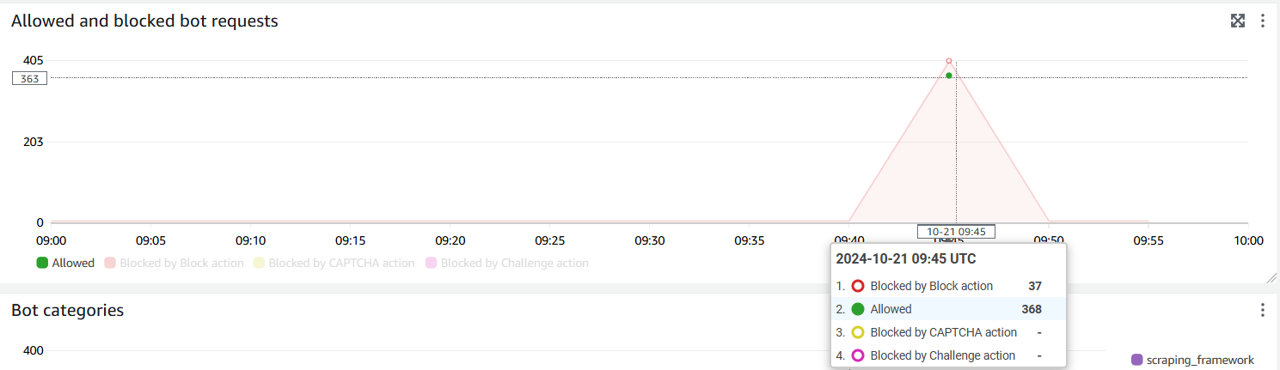 Allowed and blocked bot requests
405
363
203
0
09:00 09:05 09:10 09:15 09:20 09:25 09:30 09:35 09:40 09:45 09:50 09:55 10:00
10-21 09:45
Allowed Blocked by Block action Blocked by CAPTCHA action Blocked by Challenge action
2024-10-21 09:45 UTC
1. Blocked by Block action 37
2. Allowed 368
3. Blocked by CAPTCHA action -
4. Blocked by Challenge action -
Bot categories
400
scraping_framework